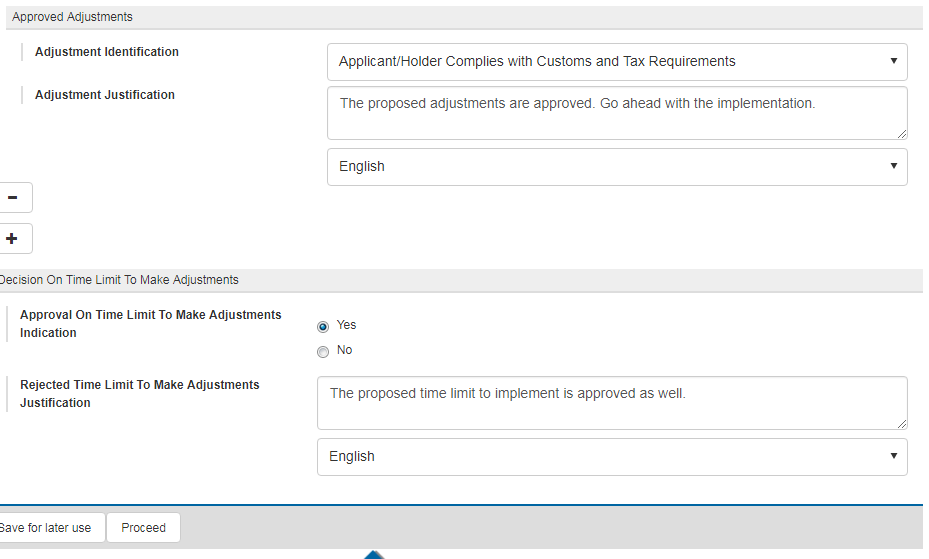 Approved Adjustments
Adjustment Identification
Applicant/Holder Complies with Customs and Tax Requirements
Adjustment Justification
The proposed adjustments are approved. Go ahead with the implementation.
English
-
+
Decision On Time Limit To Make Adjustments
Approval On Time Limit To Make Adjustments
Indication
Yes
No
Rejected Time Limit To Make Adjustments
Justification
The proposed time limit to implement is approved as well.
English
Save for later use
Proceed